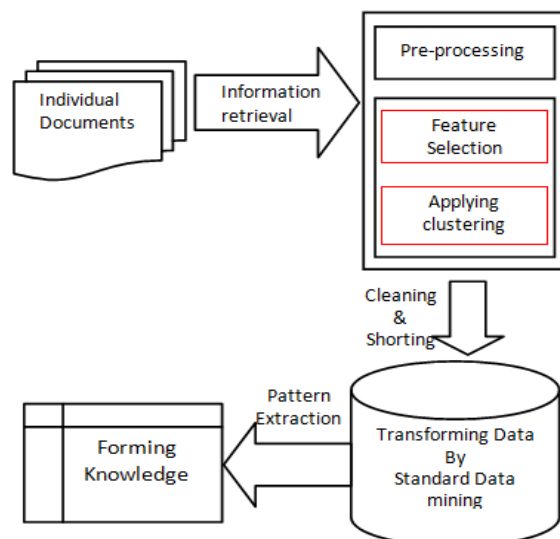 Individual
Documents
Information
retrieval
Pre-processing
Feature
Selection
Applying
clustering
Cleaning
&
Shorting
Transforming Data
By
Standard Data
mining
Pattern
Extraction
Forming
Knowledge